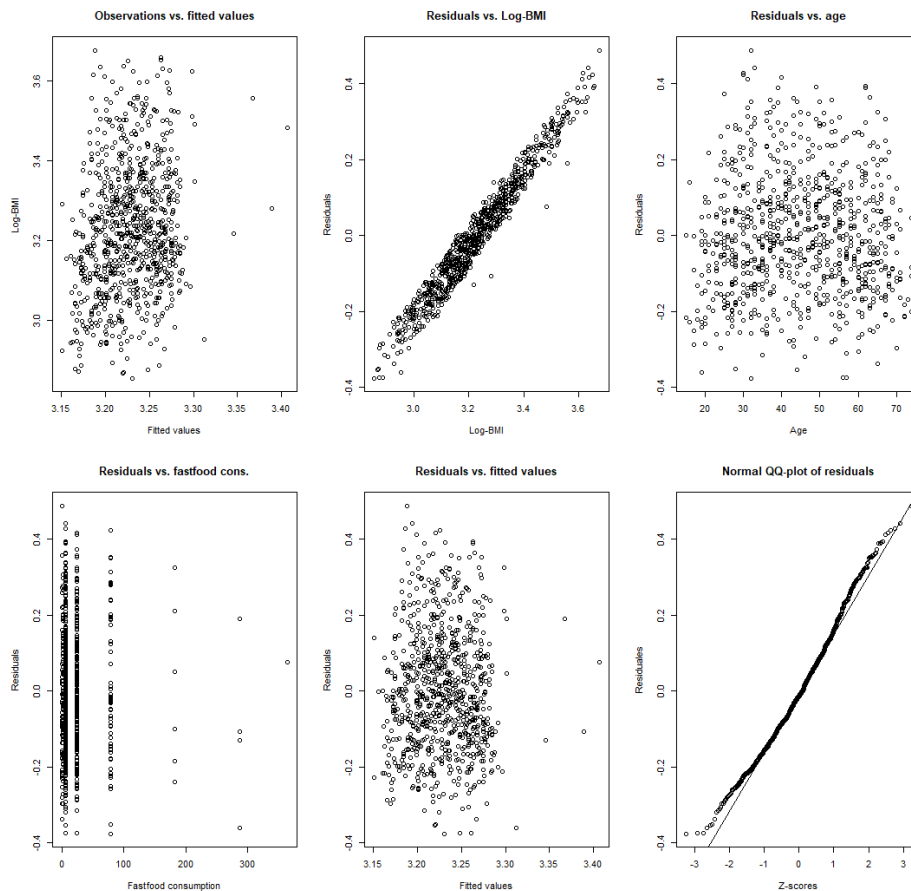 Observations vs. fitted values
Log-BMI
3.0 3.2 3.4 3.6
3.15 3.20 3.25 3.30 3.35 3.40
Fitted values
Residuals vs. Log-BMI
Residuals
-0.4 -0.2 0.0 0.2 0.4
3.0 3.2 3.4 3.6
Log-BMI
Residuals vs. age
Residuals
-0.4 -0.2 0.0 0.2 0.4
20 30 40 50 60 70
Age
Residuals vs. fastfood cons.
Residuals
-0.4 -0.2 0.0 0.2 0.4
0 100 200 300
Fastfood consumption
Residuals vs. fitted values
Residuals
-0.4 -0.2 0.0 0.2 0.4
3.15 3.20 3.25 3.30 3.35 3.40
Fitted values
Normal QQ-plot of residuals
Residuales
-0.4 -0.2 0.0 0.2 0.4
-3 -2 -1 0 1 2 3
Z-scores